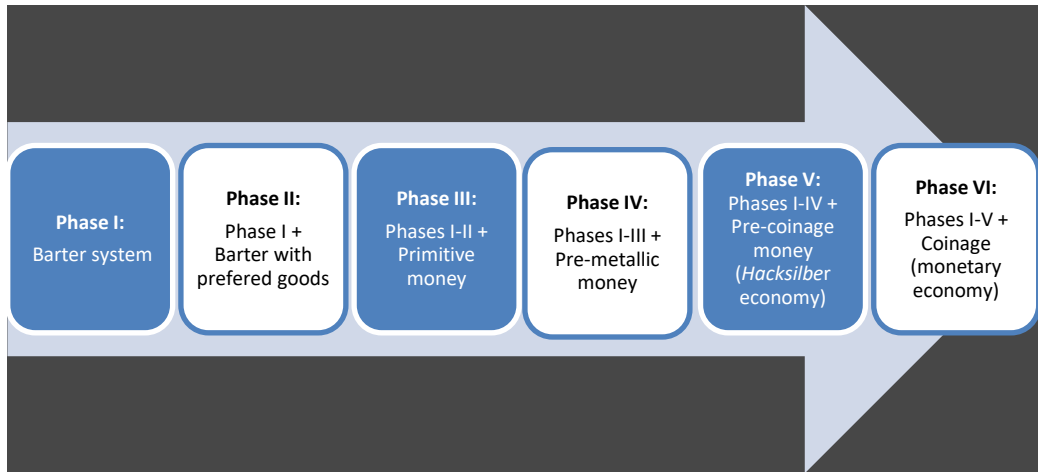 Phase I:
Barter system
Phase II:
Phase I +
Barter with
prefered goods
Phase III:
Phases I-II +
Primitive
money
Phase IV:
Phases I-III +
Pre-metallic
money
Phase V:
Phases I-IV +
Pre-coinage
money
(Hacksilber
economy)
Phase VI:
Phases I-V +
Coinage
(monetary
economy)